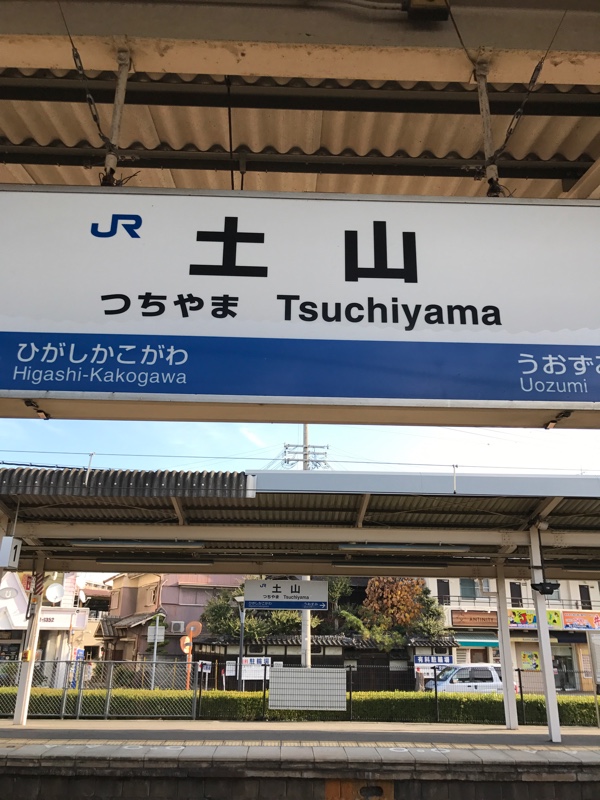 JR 土山
つちやま Tsuchiyama
ひがしかこがわ
Higashi-Kakogawa
うおずみ
Uozumi
1
JR 土山
つちやま Tsuchiyama